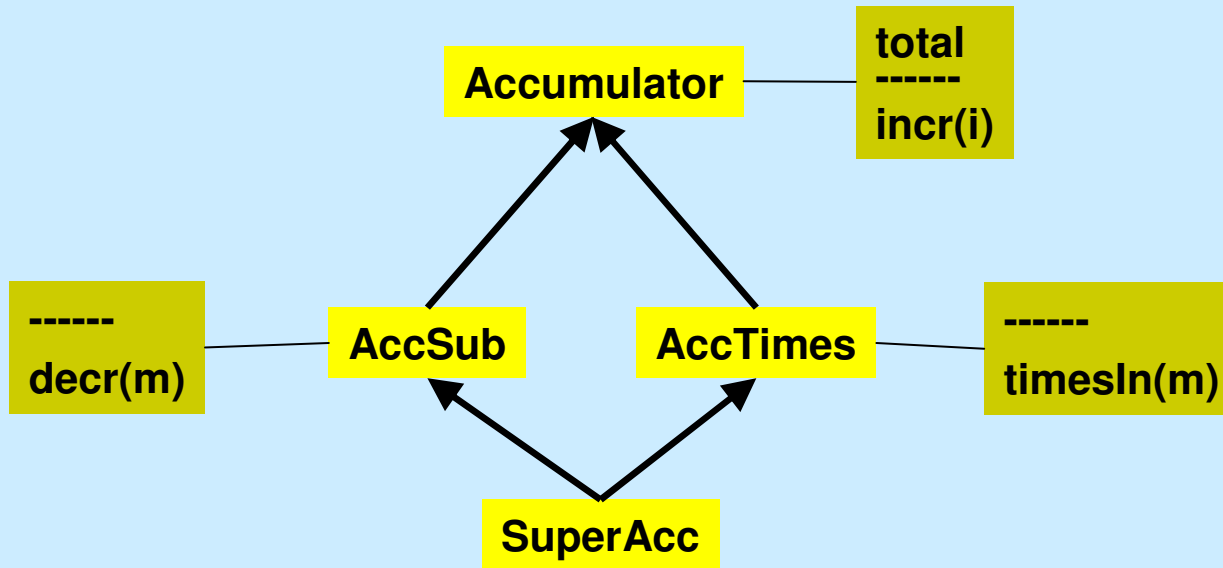 Accumulator
total
------
incr(i)
------
decr(m)
AccSub
AccTimes
------
timesIn(m)
SuperAcc